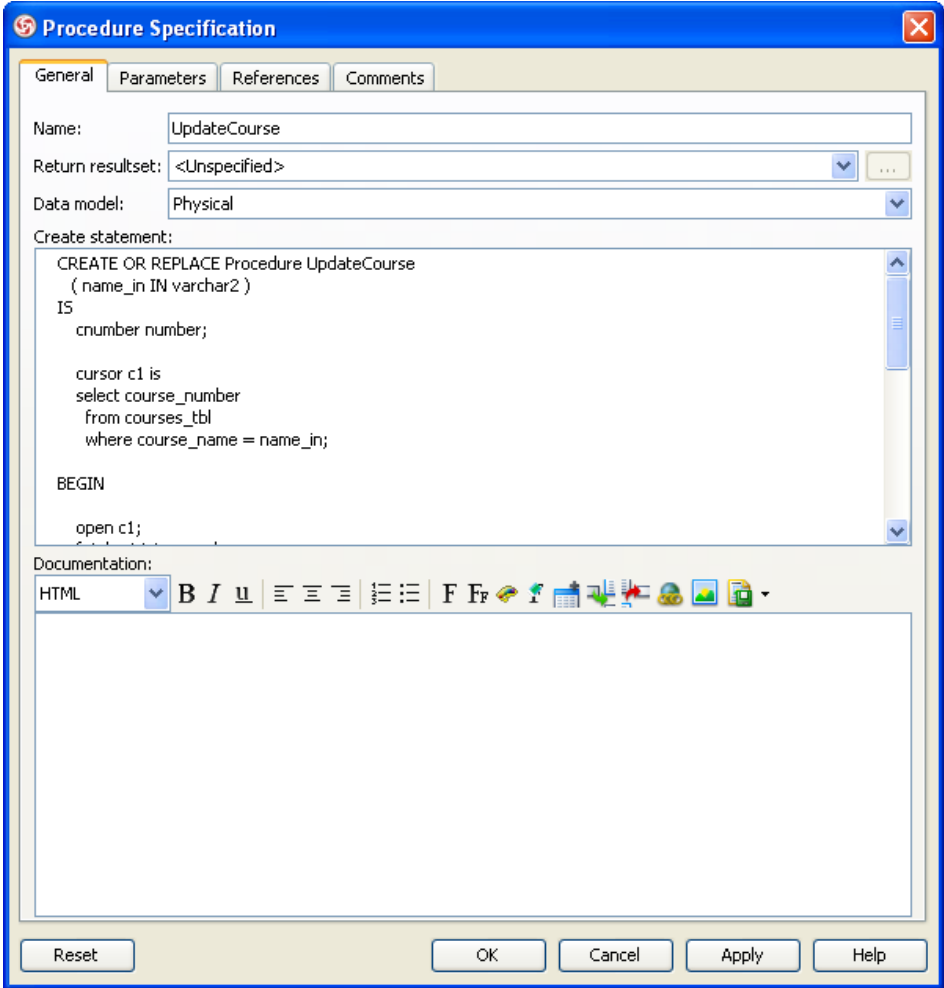 Procedure Specification
General Parameters References Comments
Name: UpdateCourse
Return resultset: <Unspecified> ...
Data model: Physical
Create statement:
CREATE OR REPLACE Procedure UpdateCourse
( name_in IN varchar2 )
IS
cnumber number;
cursor c1 is
select course_number
from courses_tbl
where course_name = name_in;
BEGIN
open c1;
Documentation:
HTML B I u F FF f
Reset OK Cancel Apply Help